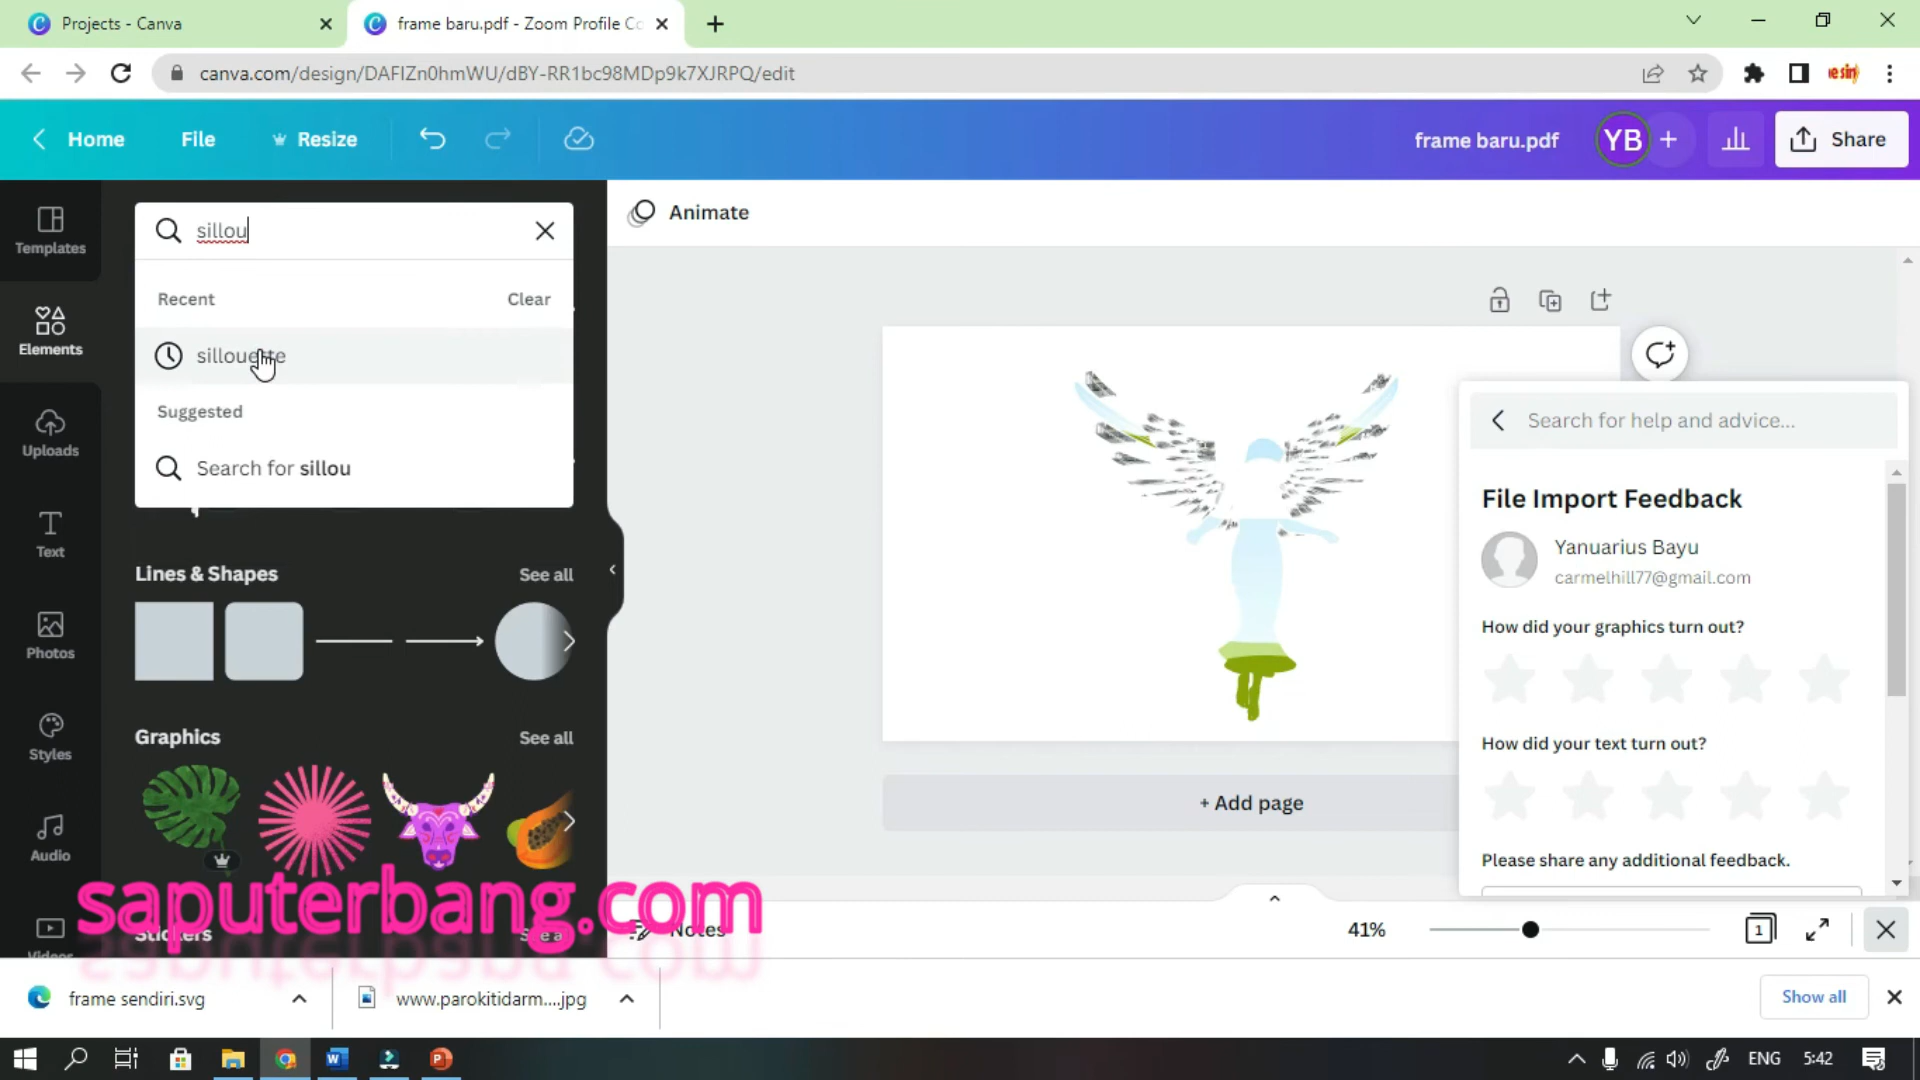 Projects - Canva
frame baru.pdf - Zoom Profile Co
canva.com/design/DAFIZn0hmWU/dBY-RR1bc98MDp9k7XJRPQ/edit
Home
File
Resize
frame baru.pdf
YB
Share
Templates
Elements
Uploads
Text
Photos
Styles
Audio
Videos
sillou
Recent
Clear
sillouette
Suggested
Search for sillou
Lines & Shapes
See all
Graphics
See all
Stickers
Animate
+ Add page
Search for help and advice...
File Import Feedback
Yanuarius Bayu
carmelhill77@gmail.com
How did your graphics turn out?
How did your text turn out?
Please share any additional feedback.
saputerbang.com
Notes
41%
1
frame sendiri.svg
www.parokitidarm....jpg
Show all
ENG
5:42